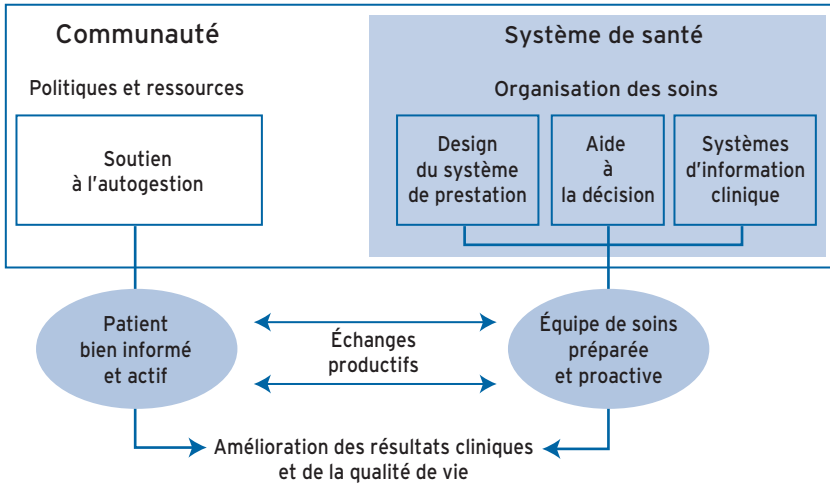 Communauté
Système de santé
Politiques et ressources
Organisation des soins
Soutien
à l'autogestion
Design
du système
de prestation
Aide
à
la décision
Systèmes
d'information
clinique
Patient
bien informé
et actif
Échanges
productifs
Équipe de soins
préparée
et proactive
Amélioration des résultats cliniques
et de la qualité de vie